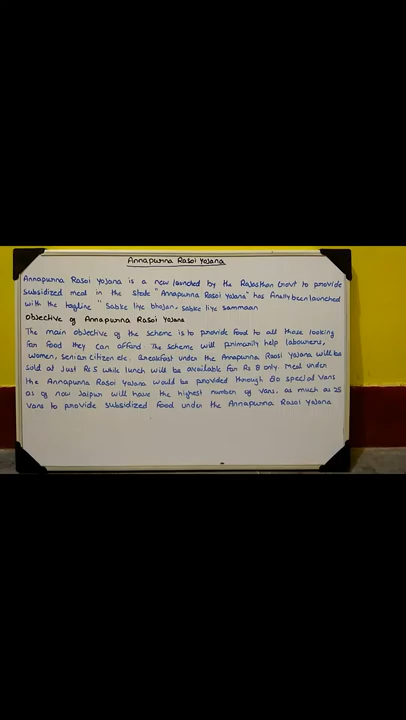 Annapurna Rasoi Yojana
Annapurna Rasoi Yojana is a new launched by the Rajasthan Govt to provide
subsidized meal in the state "Annapurna Rasoi Yojana" has finally been launched
with the tagline "Sabke liye bhojan, sabke liye sammaan
Objective of Annapurna Rasoi Yojana
The main objective of the scheme is to provide food to all those looking
for food they can afford. The scheme will primarily help labourers,
women, senior citizen etc. Breakfast under the Annapurna Rasoi Yojana will be
sold at Just Rs 5 while lunch will be available for Rs 8 only. Meal under
the Annapurna Rasoi Yojana would be provided through 80 special vans
as of now Jaipur will have the highest number of vans, as much as 25
vans to provide subsidized food under the Annapurna Rasoi Yojana